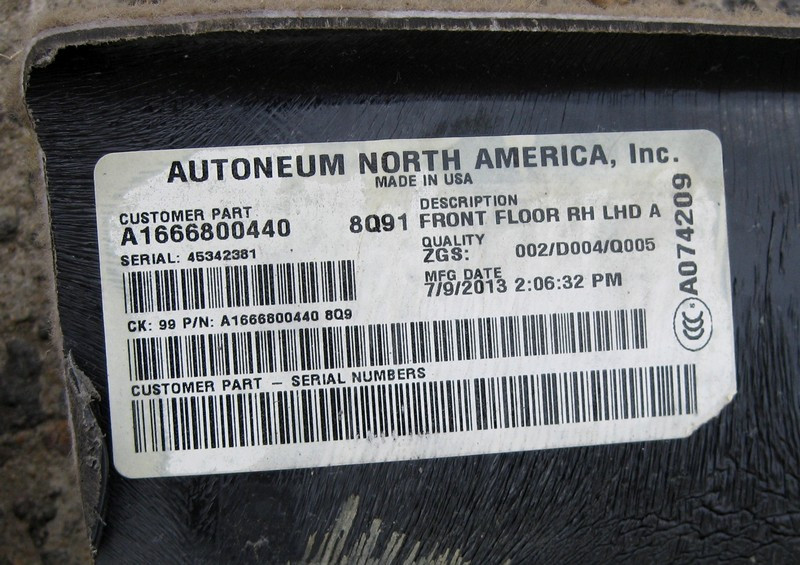 AUTONEUM NORTH AMERICA, Inc.
MADE IN USA
CUSTOMER PART
A1666800440
8Q91
DESCRIPTION
FRONT FLOOR RH LHD A
SERIAL: 45342381
QUALITY
ZGS: 002/D004/Q005
MFG DATE
7/9/2013 2:06:32 PM
CK: 99 P/N: A1666800440 8Q9
CUSTOMER PART - SERIAL NUMBERS
CCC A074209